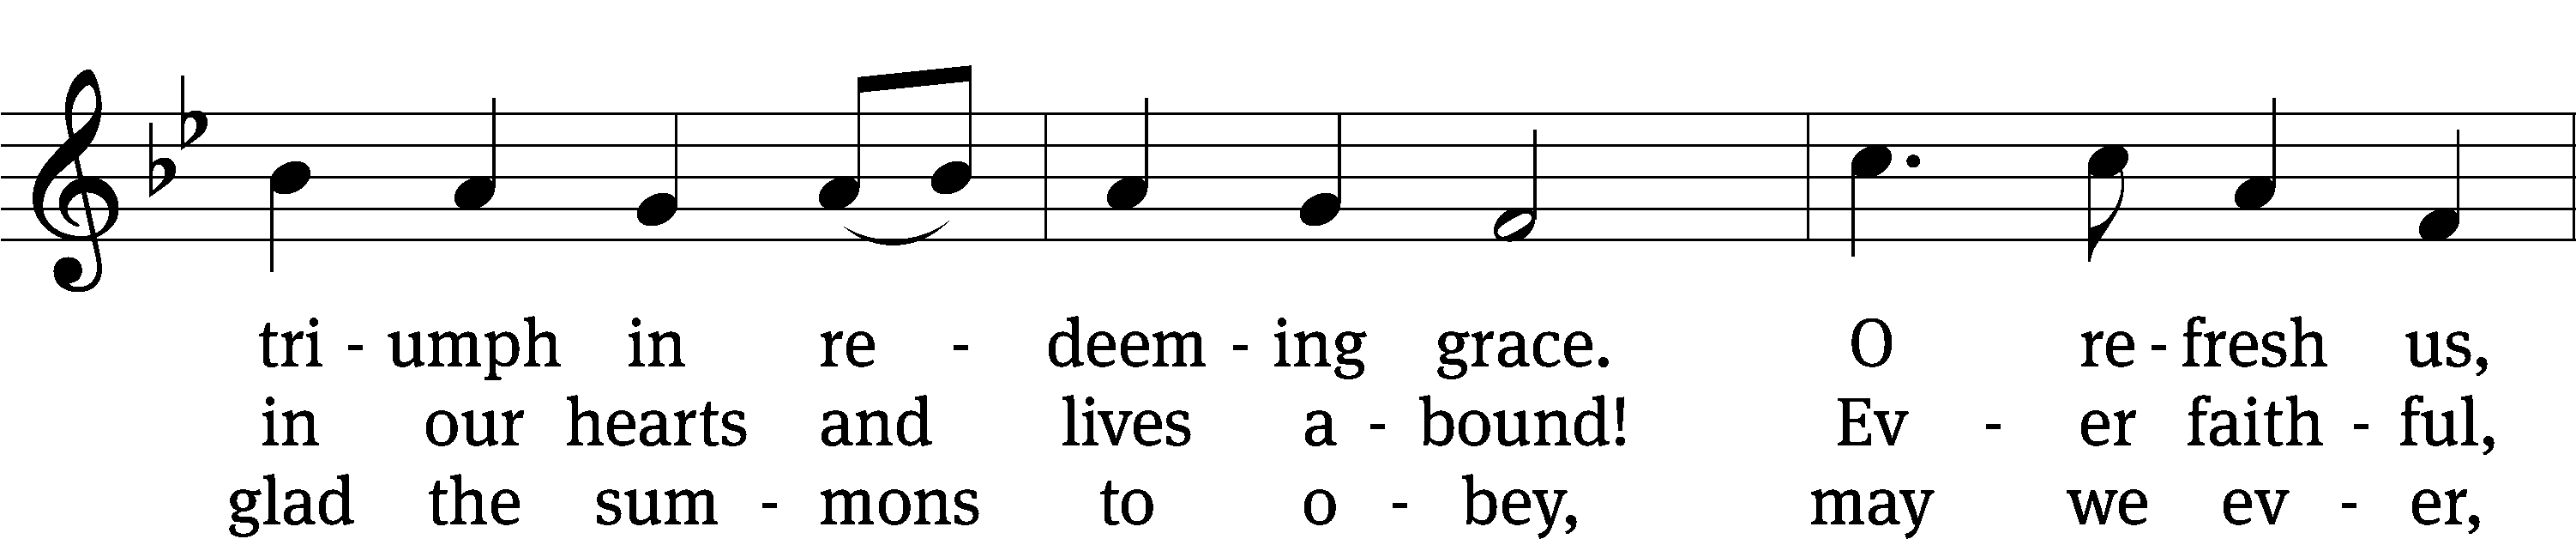 tri - umph in re - deem - ing grace. O re - fresh us,
in our hearts and lives a - bound! Ev - er faith - ful,
glad the sum - mons to o - bey, may we ev - er,